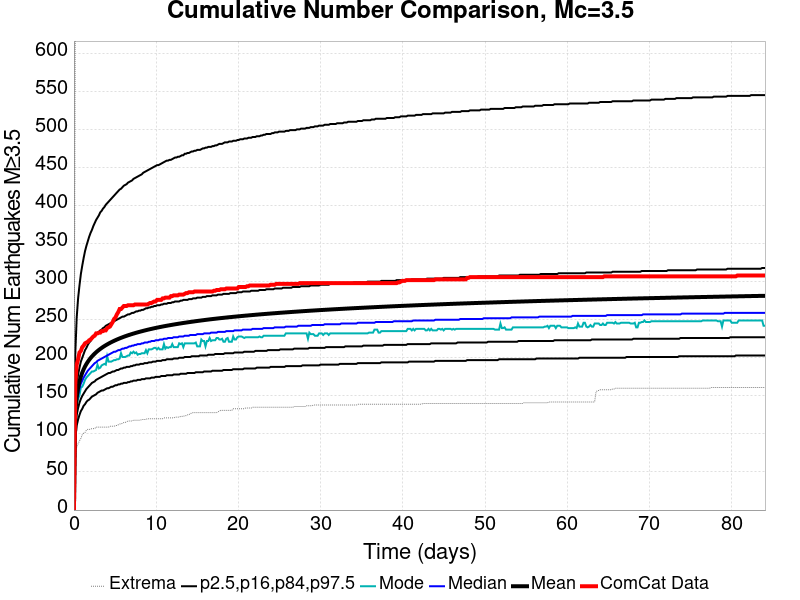 Cumulative Number Comparison, Mc=3.5
Cumulative Num Earthquakes M≥3.5
600
550
500
450
400
350
300
250
200
150
100
50
0
0 10 20 30 40 50 60 70 80
Time (days)
Extrema p2.5,p16,p84,p97.5 Mode Median Mean ComCat Data